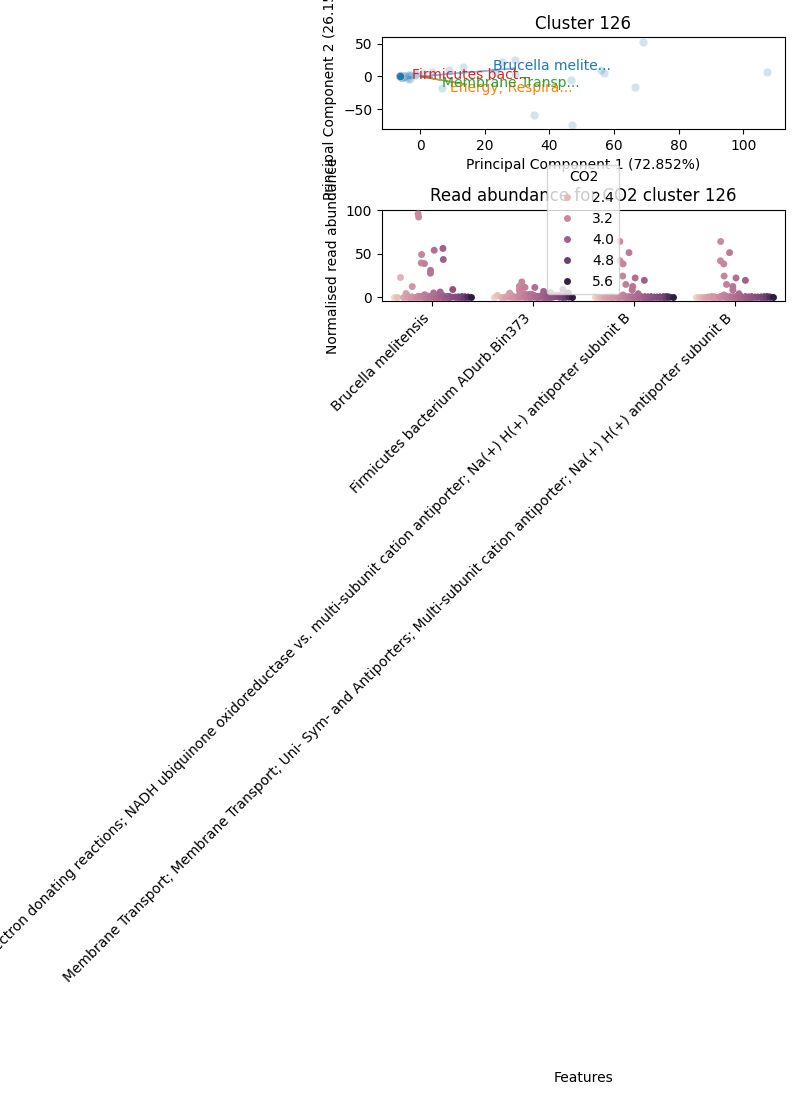 Cluster 126
Principal Component 2 (26.15
50
0
−50
Brucella melite...
Firmicutes bact...
Membrane Transp...
Energy; Respira...
0
20
40
60
80
100
Principal Component 1 (72.852%)
Read abundance for CO2 cluster 126
Normalised read abundance
100
50
0
CO2
2.4
3.2
4.0
4.8
5.6
Brucella melitensis
Firmicutes bacterium ADurb.Bin373
ectron donating reactions; NADH ubiquinone oxidoreductase vs. multi-subunit cation antiporter; Na(+) H(+) antiporter subunit B
Membrane Transport; Membrane Transport; Uni- Sym- and Antiporters; Multi-subunit cation antiporter; Na(+) H(+) antiporter subunit B
Features